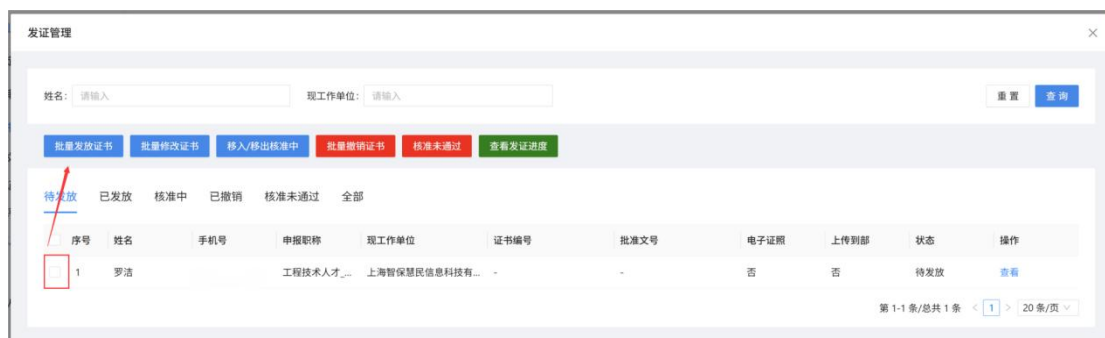 发证管理
姓名： 请输入 现工作单位： 请输入 重置 查询
批量发放证书 批量修改证书 移入/移出核准中 批量撤销证书 核准未通过 查看发证进度
待发放 已发放 核准中 已撤销 核准未通过 全部
序号 姓名 手机号 申报职称 现工作单位 证书编号 批准文号 电子证照 上传到部 状态 操作
1 罗洁 工程技术人才_... 上海智保慧民信息科技有... - - 否 否 待发放 查看
第 1-1 条/总共 1 条 < 1 > 20 条/页